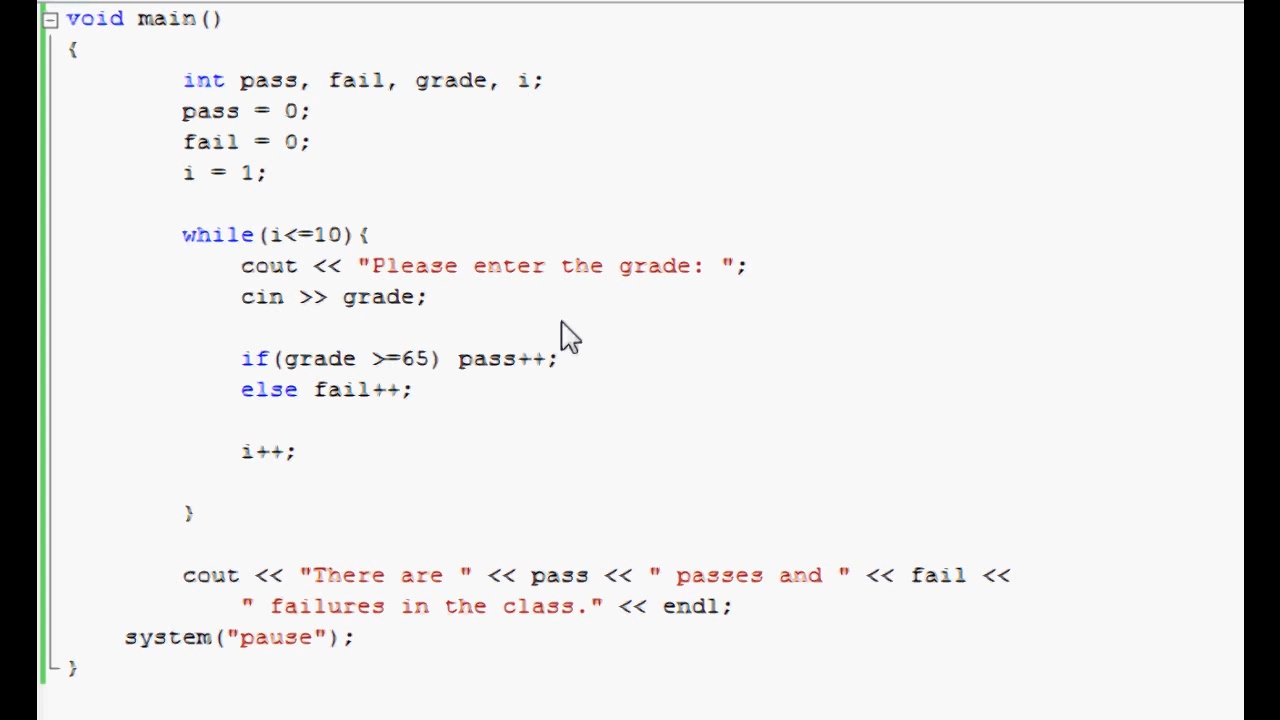 void main()
{
int pass, fail, grade, i;
pass = 0;
fail = 0;
i = 1;
while(i<=10){
cout << "Please enter the grade: ";
cin >> grade;
if(grade >=65) pass++;
else fail++;
i++;
}
cout << "There are " << pass << " passes and " << fail <<
" failures in the class." << endl;
system("pause");
}